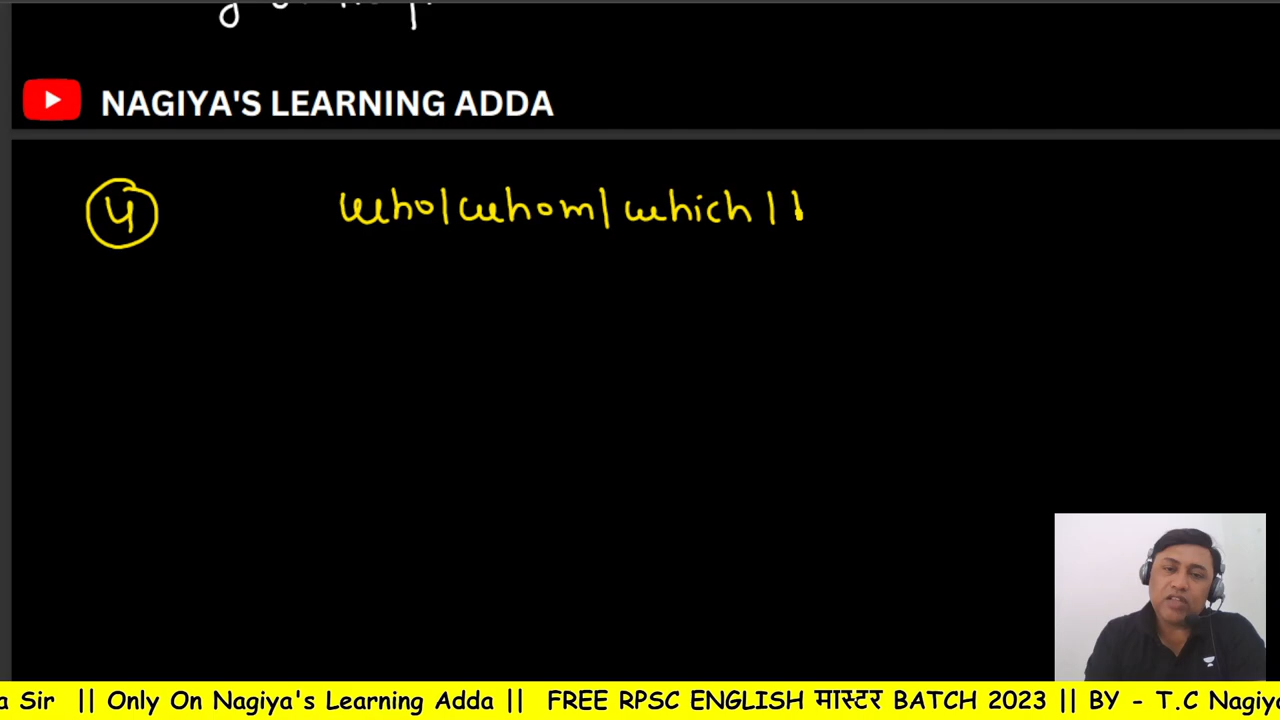 NAGIYA'S LEARNING ADDA
4 who/whom/which /
a Sir || Only On Nagiya's Learning Adda || FREE RPSC ENGLISH मास्टर BATCH 2023 || BY - T.C Nagiya